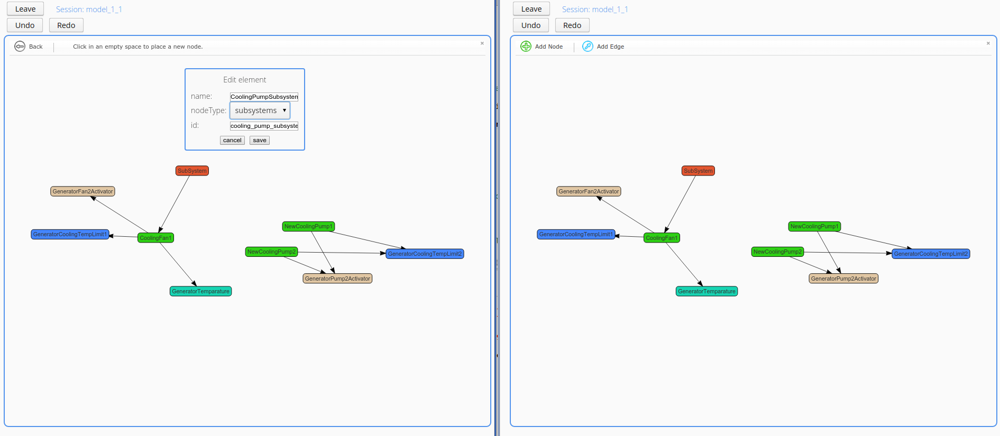 Leave
Session: model_1_1
Undo
Redo
Back
Click in an empty space to place a new node.
×
Edit element
name:
CoolingPumpSubsystem
nodeType:
subsystems
id:
cooling_pump_subsyste
cancel
save
SubSystem
GeneratorFan2Activator
GeneratorCoolingTempLimit1
CoolingFan1
NewCoolingPump1
NewCoolingPump2
GeneratorCoolingTempLimit2
GeneratorPump2Activator
GeneratorTemparature
Leave
Session: model_1_1
Undo
Redo
Add Node
Add Edge
×
SubSystem
GeneratorFan2Activator
GeneratorCoolingTempLimit1
CoolingFan1
NewCoolingPump1
NewCoolingPump2
GeneratorCoolingTempLimit2
GeneratorPump2Activator
GeneratorTemparature